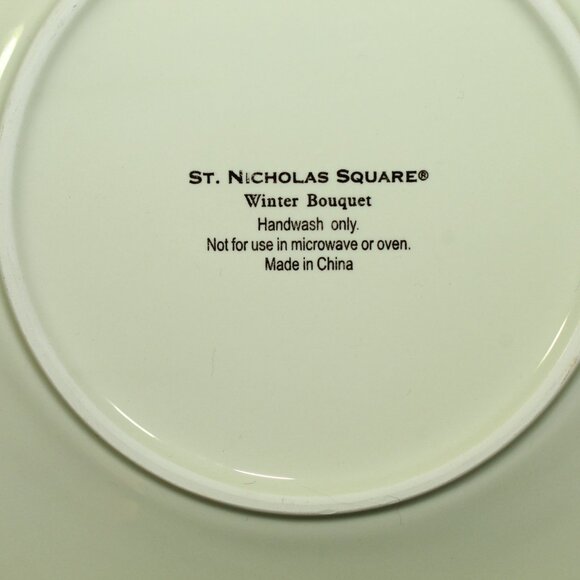 ST. NICHOLAS SQUARE®
Winter Bouquet
Handwash only.
Not for use in microwave or oven.
Made in China